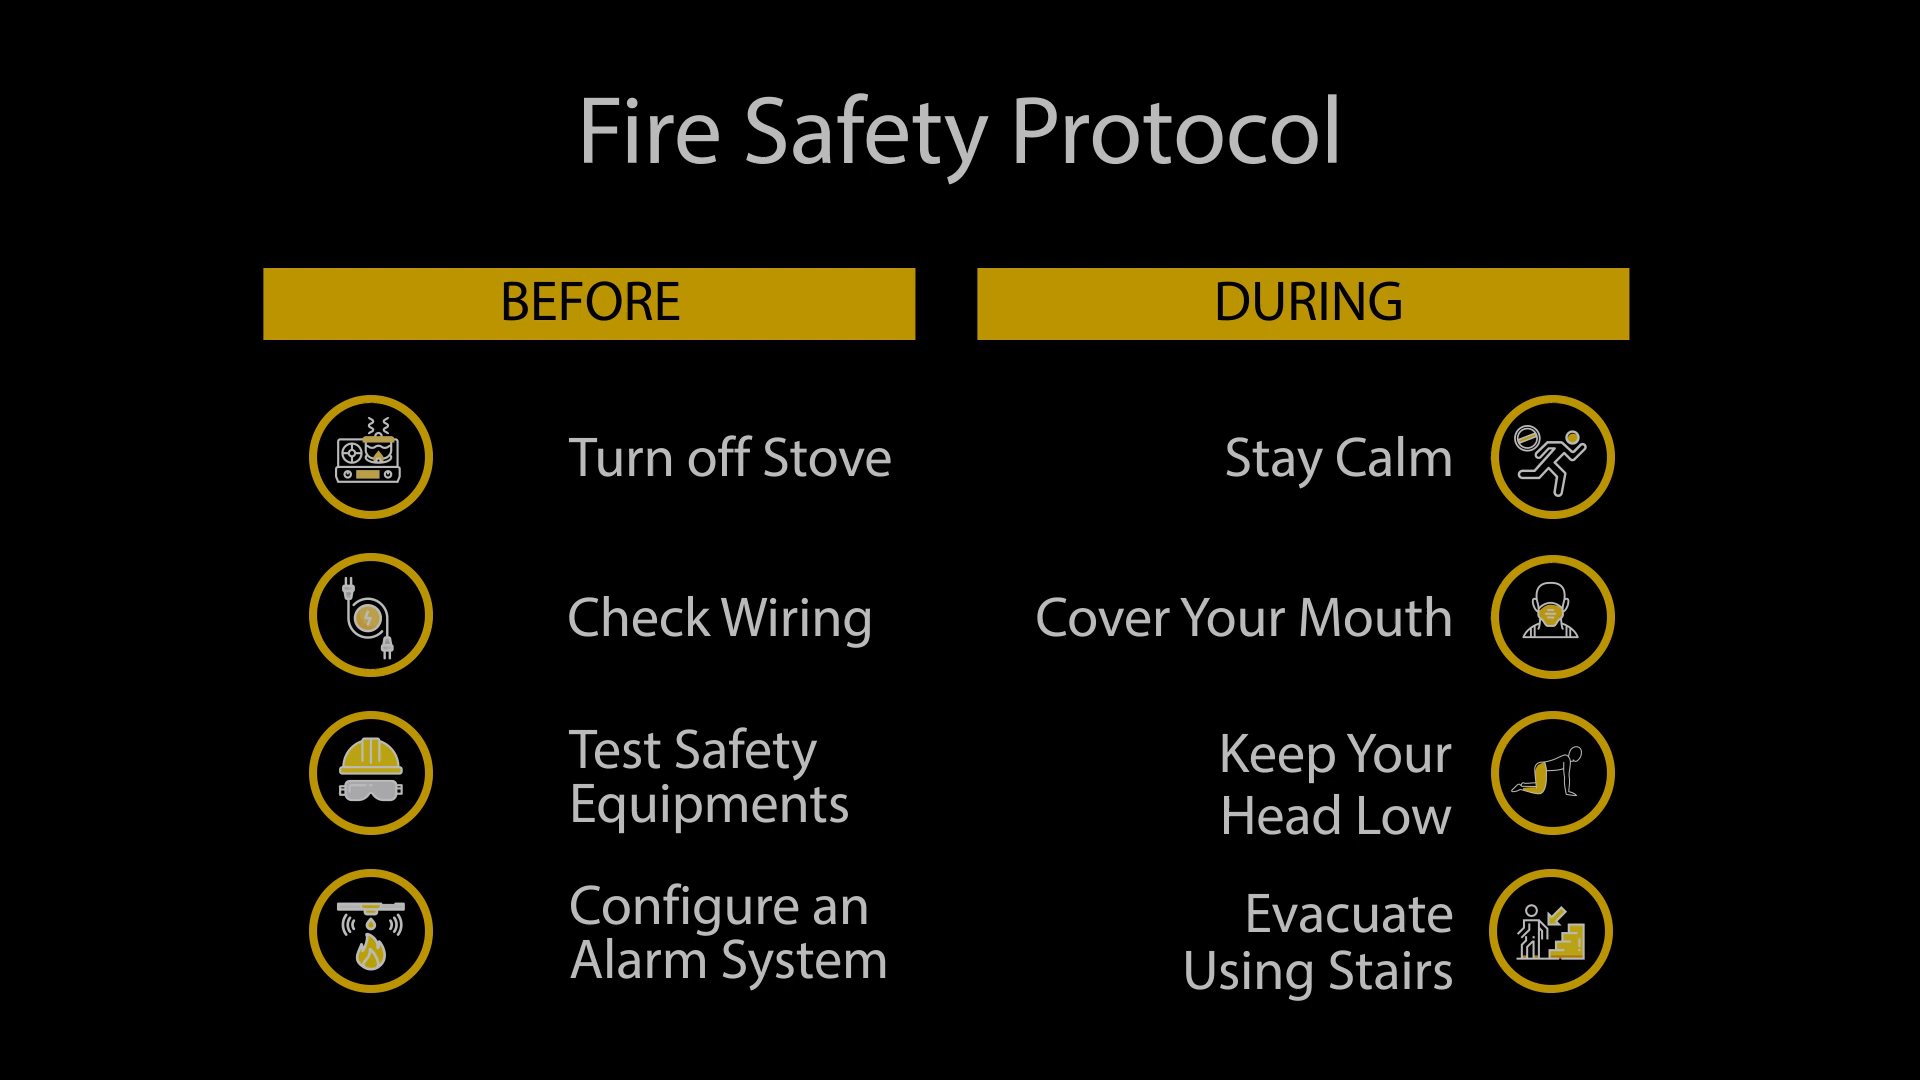 Fire Safety Protocol
BEFORE
Turn off Stove
Check Wiring
Test Safety
Equipments
Configure an
Alarm System
DURING
Stay Calm
Cover Your Mouth
Keep Your
Head Low
Evacuate
Using Stairs